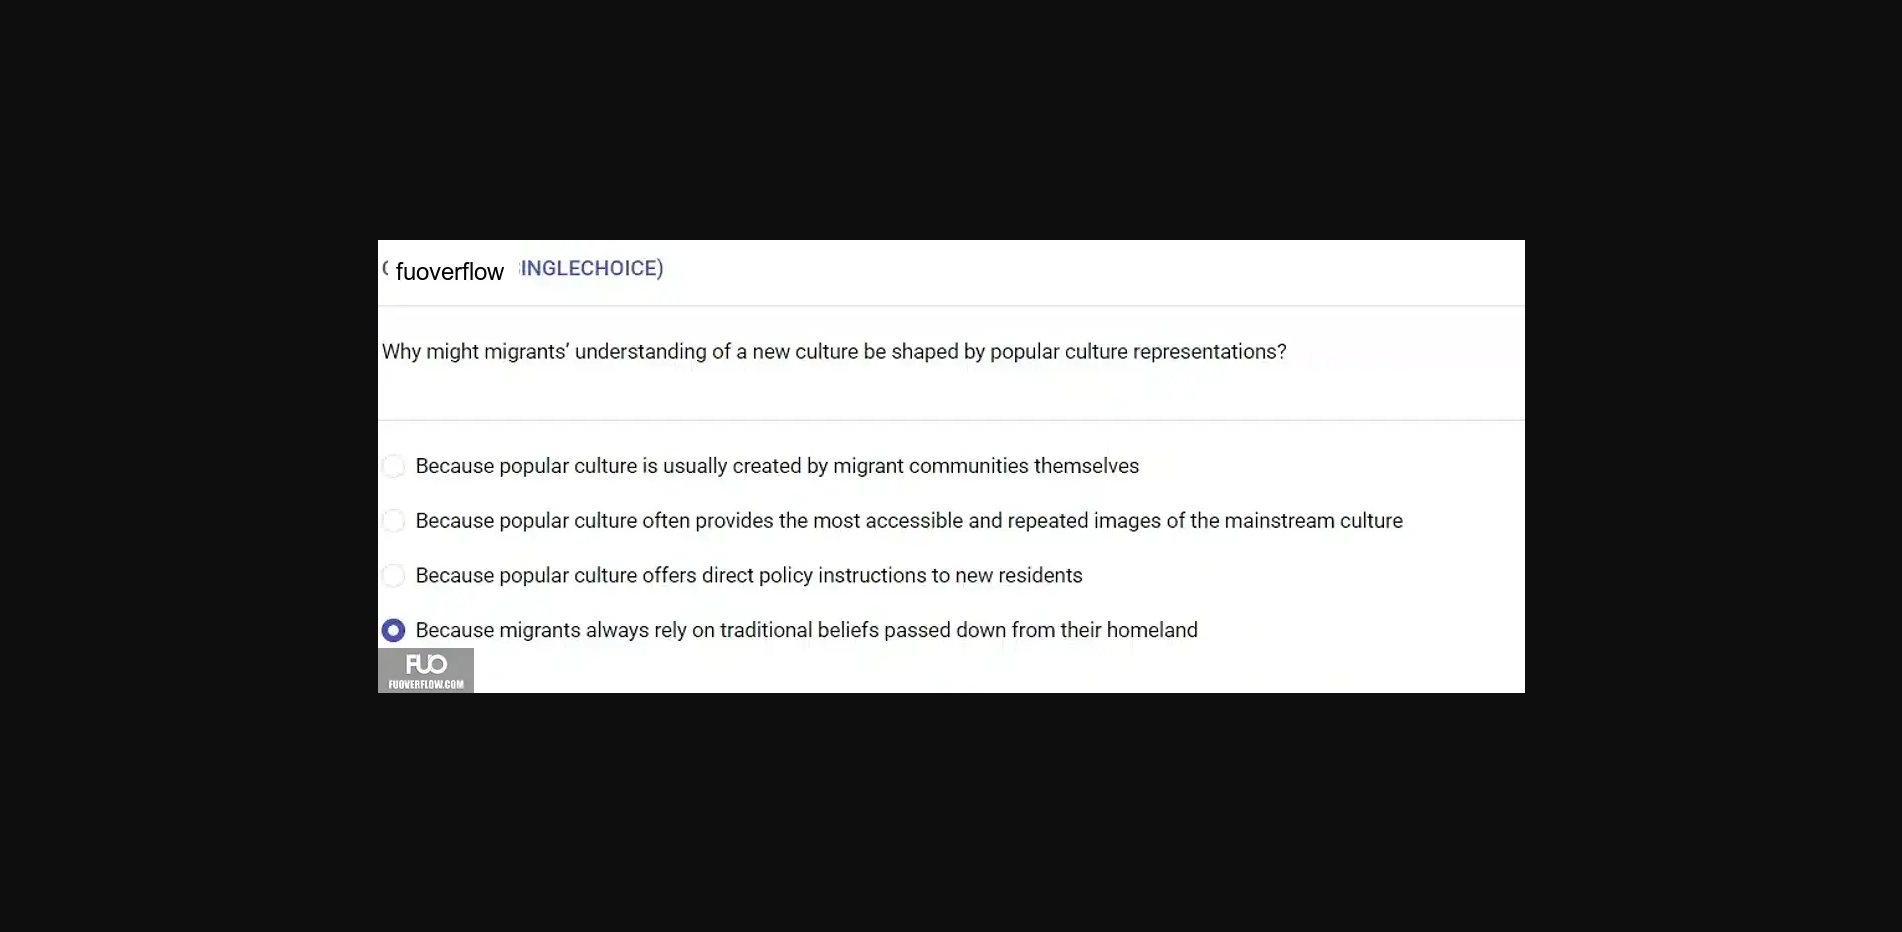 fuoverflow INGLECHOICE)
Why might migrants’ understanding of a new culture be shaped by popular culture representations?
Because popular culture is usually created by migrant communities themselves
Because popular culture often provides the most accessible and repeated images of the mainstream culture
Because popular culture offers direct policy instructions to new residents
Because migrants always rely on traditional beliefs passed down from their homeland
FUO
FUOVERFLOW.COM